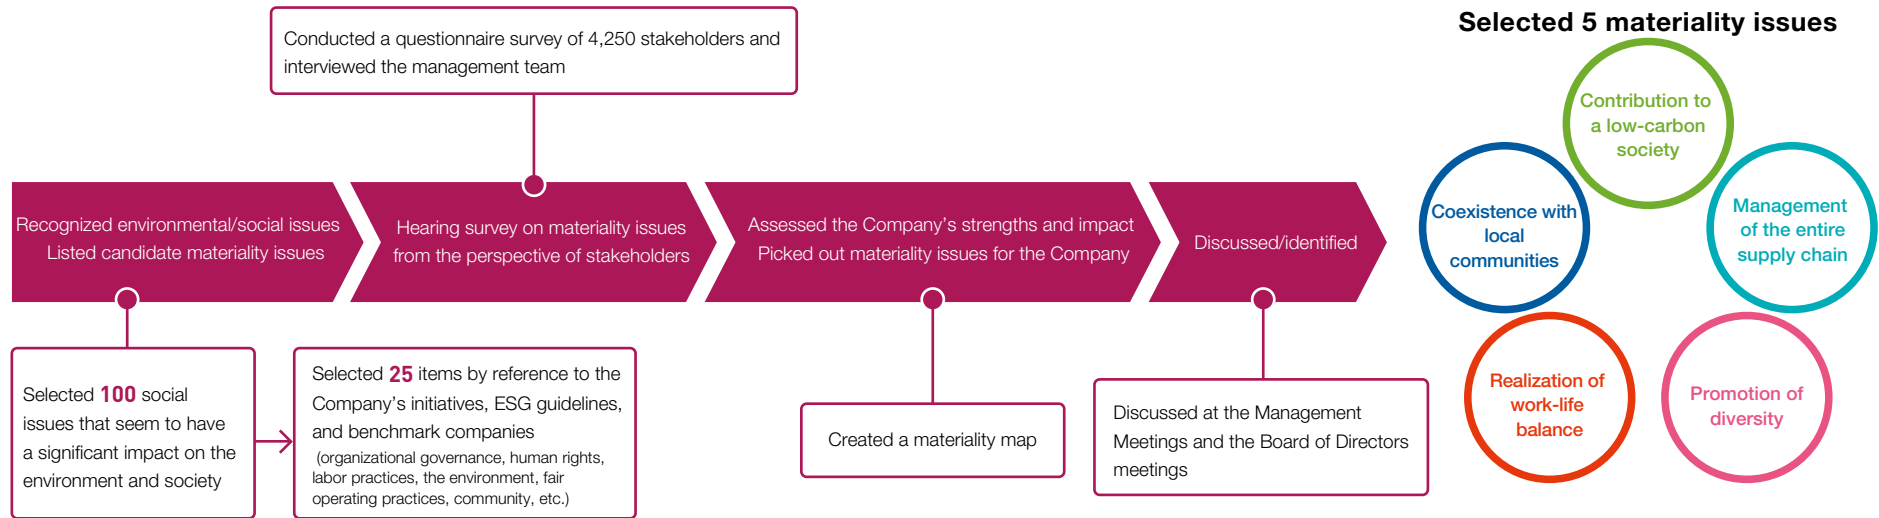 Conducted a questionnaire survey of 4,250 stakeholders and
interviewed the management team
Recognized environmental/social issues
Listed candidate materiality issues
Hearing survey on materiality issues
from the perspective of stakeholders
Assessed the Company’s strengths and impact
Picked out materiality issues for the Company
Discussed/identified
Selected 100 social
issues that seem to have
a significant impact on the
environment and society
Selected 25 items by reference to the
Company’s initiatives, ESG guidelines,
and benchmark companies
(organizational governance, human rights,
labor practices, the environment, fair
operating practices, community, etc.)
Created a materiality map
Discussed at the Management
Meetings and the Board of Directors
meetings
Selected 5 materiality issues
Contribution to
a low-carbon
society
Coexistence with
local
communities
Management
of the entire
supply chain
Realization of
work-life
balance
Promotion of
diversity